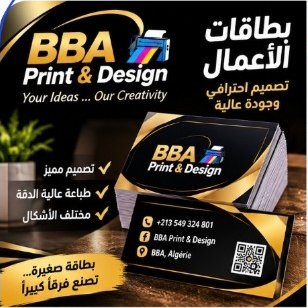 BBA
Print & Design
Your Ideas ... Our Creativity
بطاقات
الأعمال
تصميم احترافي
وجودة عالية
تصميم مميز
طباعة عالية الدقة
مختلف الأشكال
بطاقة صغيرة...
تصنع فرقاً كبيراً
BBA
Print & Design
+213 549 324 801
BBA Print & Design
BBA, Algérie